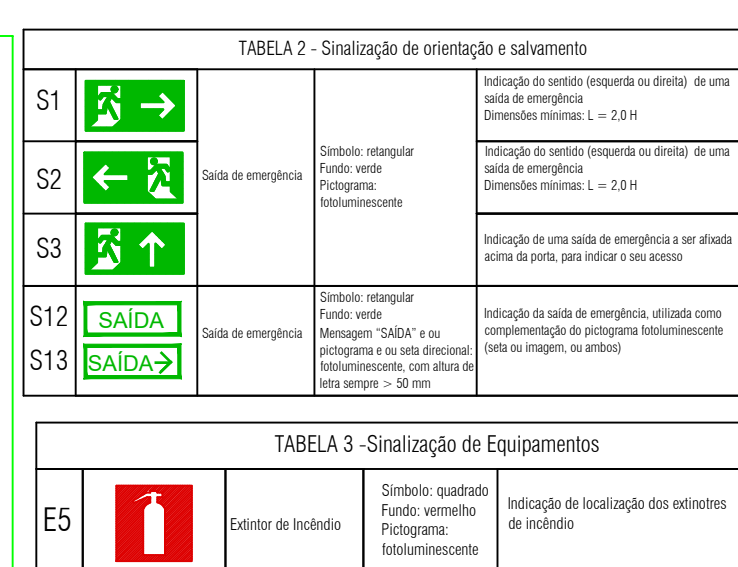 TABELA 2 - Sinalização de orientação e salvamento
S1
Saída de emergência
Símbolo: retangular
Fundo: verde
Pictograma:
fotoluminescente
Indicação do sentido (esquerda ou direita) de uma
saída de emergência
Dimensões mínimas: L = 2,0 H
S2
Indicação do sentido (esquerda ou direita) de uma
saída de emergência
Dimensões mínimas: L = 2,0 H
S3
Indicação de uma saída de emergência a ser afixada
acima da porta, para indicar o seu acesso
S12
SAÍDA
S13
SAÍDA→
Saída de emergência
Símbolo: retangular
Fundo: verde
Mensagem “SAÍDA” e ou
pictograma e ou seta direcional:
fotoluminescente, com altura de
letra sempre > 50 mm
Indicação da saída de emergência, utilizada como
complementação do pictograma fotoluminescente
(seta ou imagem, ou ambos)
TABELA 3 -Sinalização de Equipamentos
E5
Extintor de Incêndio
Símbolo: quadrado
Fundo: vermelho
Pictograma:
fotoluminescente
Indicação de localização dos extinotres
de incêndio